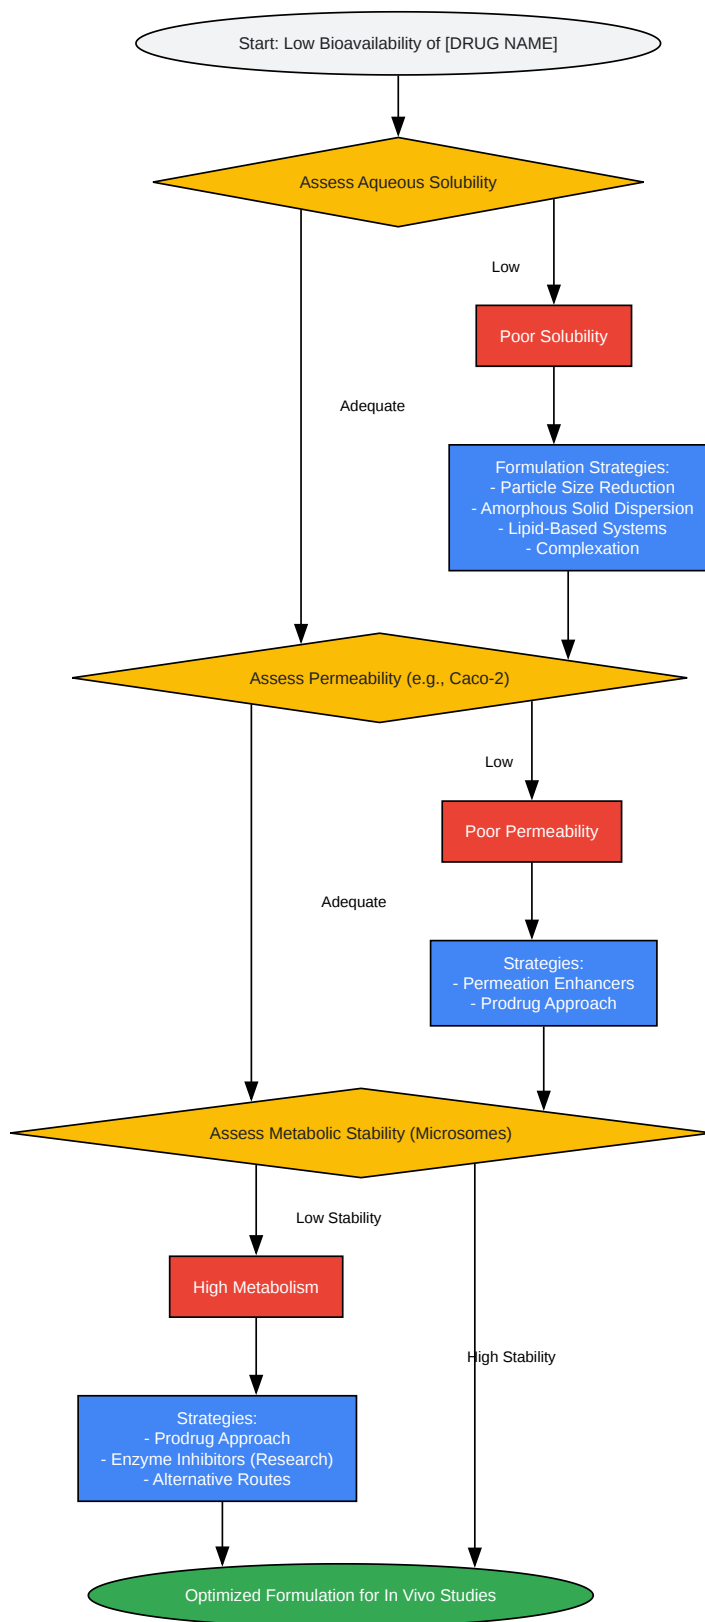 Start: Low Bioavailability of [DRUG NAME]
Assess Aqueous Solubility
Low
Poor Solubility
Adequate
Formulation Strategies:
- Particle Size Reduction
- Amorphous Solid Dispersion
- Lipid-Based Systems
- Complexation
Assess Permeability (e.g., Caco-2)
Low
Poor Permeability
Adequate
Strategies:
- Permeation Enhancers
- Prodrug Approach
Assess Metabolic Stability (Microsomes)
Low Stability
High Metabolism
High Stability
Strategies:
- Prodrug Approach
- Enzyme Inhibitors (Research)
- Alternative Routes
Optimized Formulation for In Vivo Studies